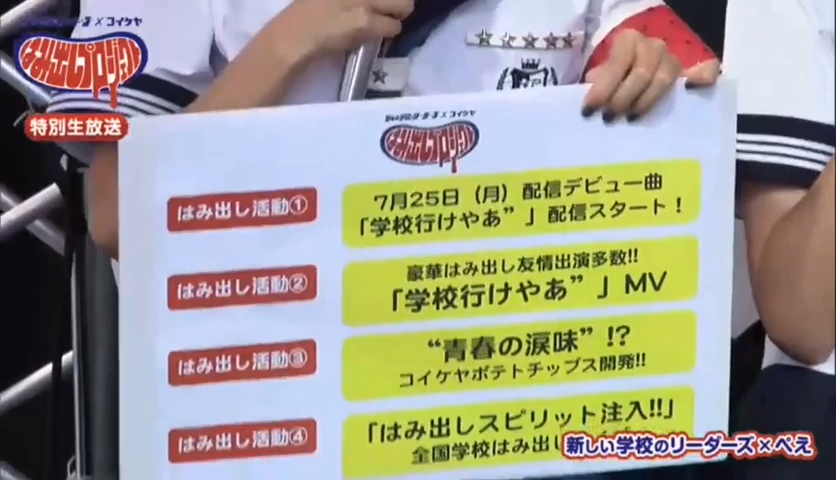 はみ出しプロジェクト
特別生放送
× コイケヤ
はみ出しプロジェクト
はみ出し活動①
7月25日（月）配信デビュー曲
「学校行けやあ゛」配信スタート！
はみ出し活動②
豪華はみ出し友情出演多数!!
「学校行けやあ゛」MV
はみ出し活動③
“青春の涙味” !?
コイケヤポテトチップス開発!!
はみ出し活動④
「はみ出しスピリット注入!!」
全国学校はみ出し
新しい学校のリーダーズ×ぺえ